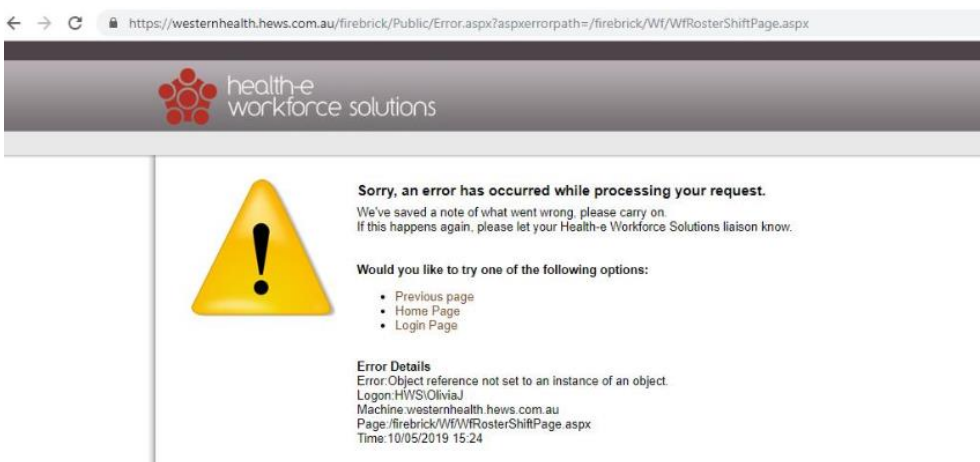 https://westernhealth.hews.com.au/firebrick/Public/Error.aspx?aspxerrorpath=/firebrick/Wf/WfRosterShiftPage.aspx
health-e
workforce solutions
Sorry, an error has occurred while processing your request.
We've saved a note of what went wrong, please carry on.
If this happens again, please let your Health-e Workforce Solutions liaison know.
Would you like to try one of the following options:
• Previous page
• Home Page
• Login Page
Error Details
Error:Object reference not set to an instance of an object.
Logon:HWS\OliviaJ
Machine:westernhealth.hews.com.au
Page:/firebrick/Wf/WfRosterShiftPage.aspx
Time:10/05/2019 15:24